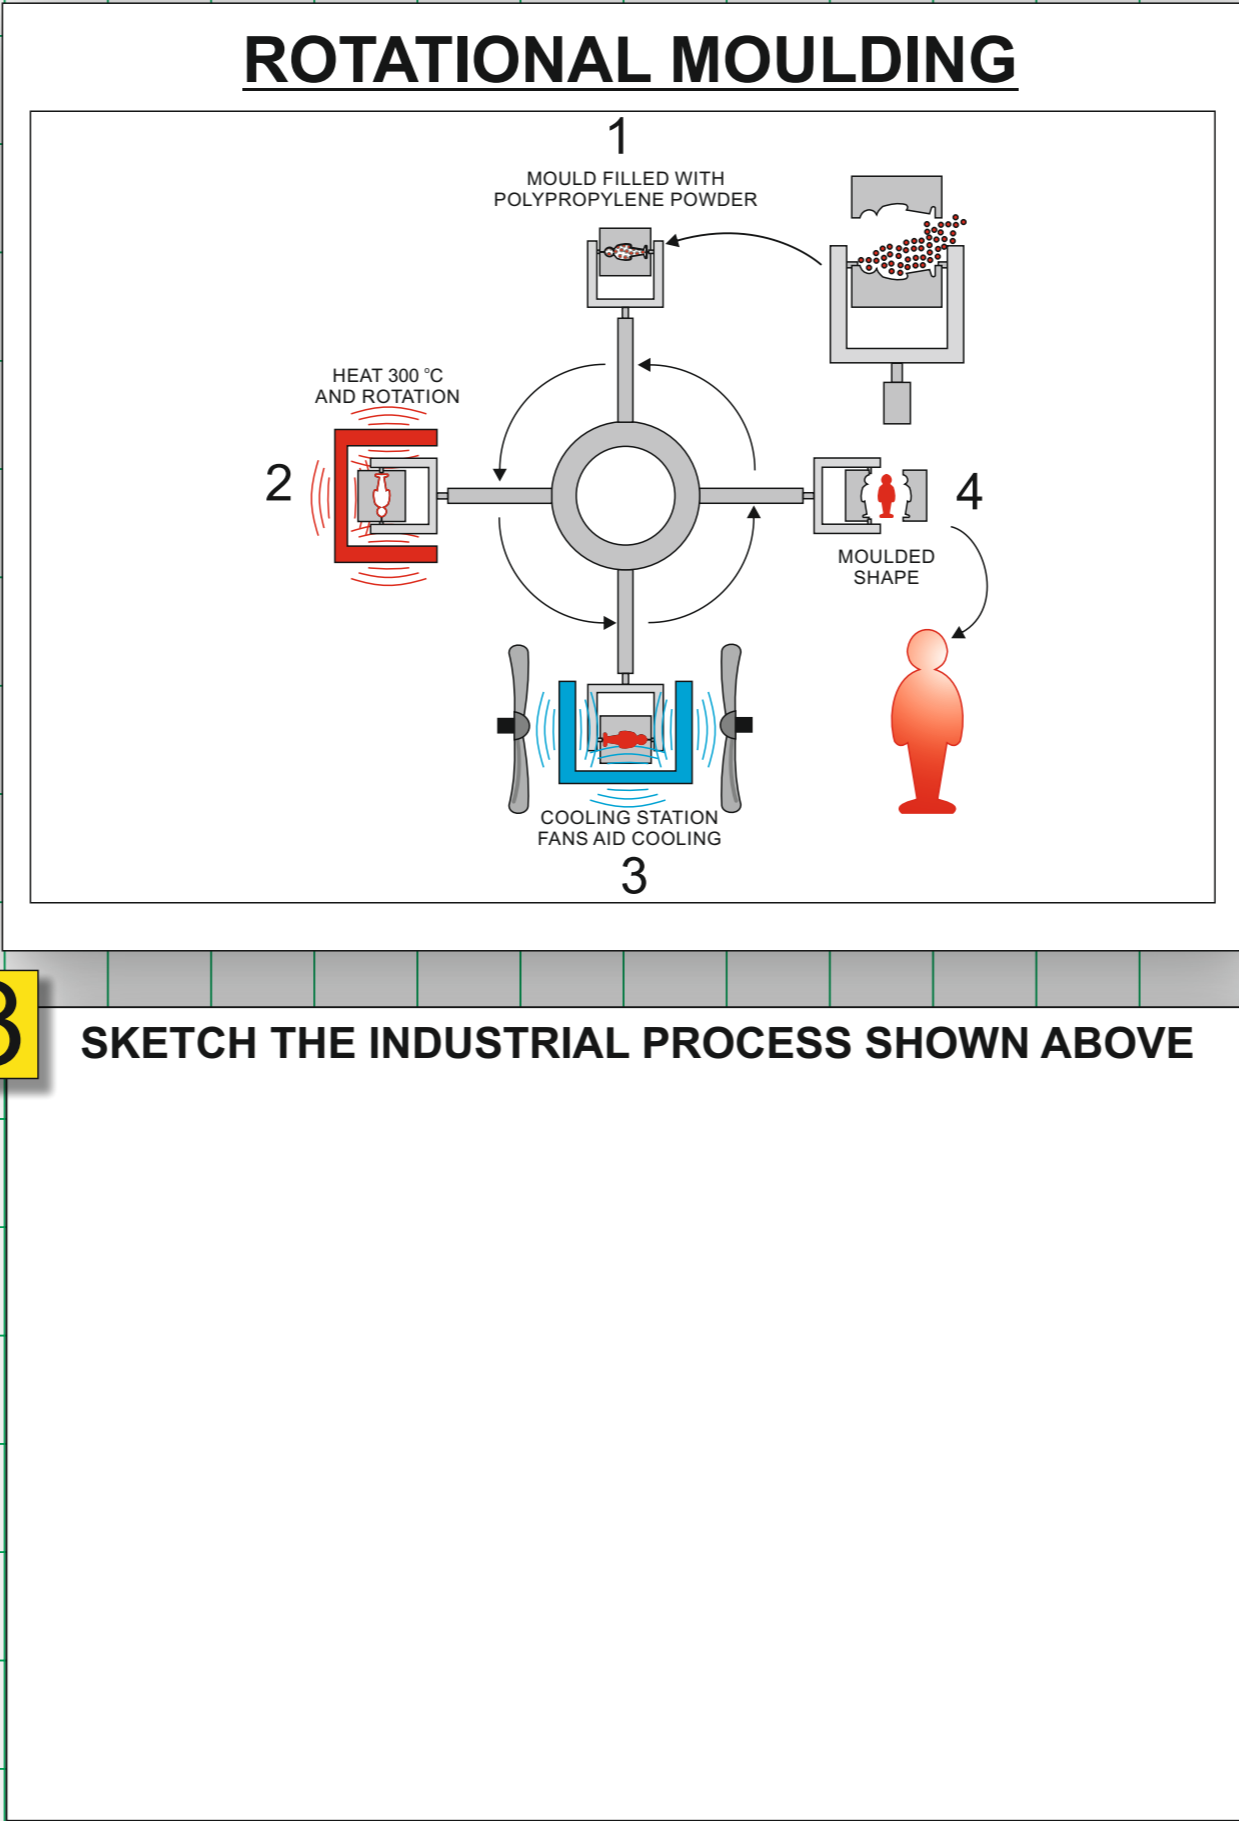 ROTATIONAL MOULDING
1
MOULD FILLED WITH
POLYPROPYLENE POWDER
HEAT 300 °C
AND ROTATION
2
4
MOULDED
SHAPE
COOLING STATION
FANS AID COOLING
3
SKETCH THE INDUSTRIAL PROCESS SHOWN ABOVE